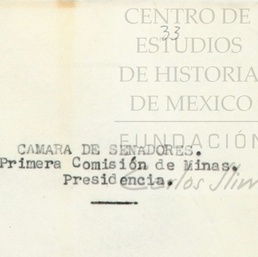 CENTRO DE
33
ESTUDIOS
DE HISTORIA
DE MEXICO
FUNDACIÓN
CAMARA DE SENADORES.
Primera Comisión de Minas.
Presidencia.
Carlos Slim